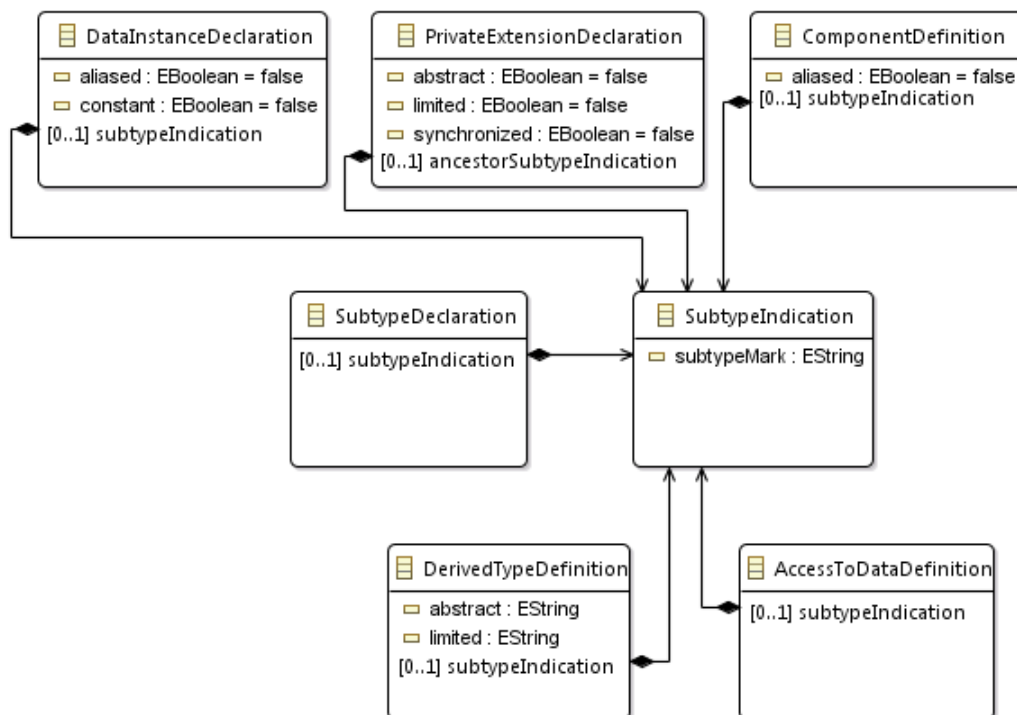 DataInstanceDeclaration
aliased : EBoolean = false
constant : EBoolean = false
[0..1] subtypeIndication
PrivateExtensionDeclaration
abstract : EBoolean = false
limited : EBoolean = false
synchronized : EBoolean = false
[0..1] ancestorSubtypeIndication
ComponentDefinition
aliased : EBoolean = false
[0..1] subtypeIndication
SubtypeDeclaration
[0..1] subtypeIndication
SubtypeIndication
subtypeMark : EString
DerivedTypeDefinition
abstract : EString
limited : EString
[0..1] subtypeIndication
AccessToDataDefinition
[0..1] subtypeIndication